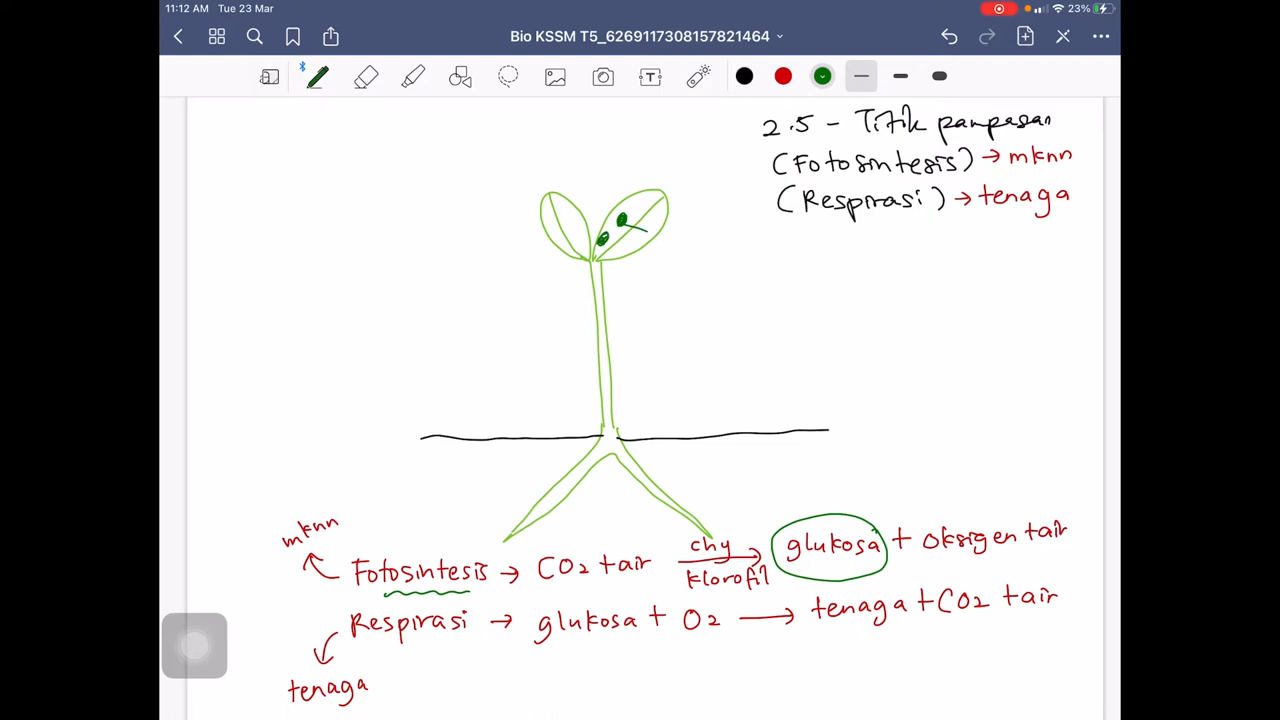 11:12 AM Tue 23 Mar 23%
Bio KSSM T5_6269117308157821464
T
2.5 - Titik pampasan
(Fotosintesis) → mknn
(Respirasi) → tenaga
mknn
Fotosintesis → CO2 + air chy klorofil → glukosa + Oksigen + air
Respirasi → glukosa + O2 → tenaga + CO2 + air
tenaga